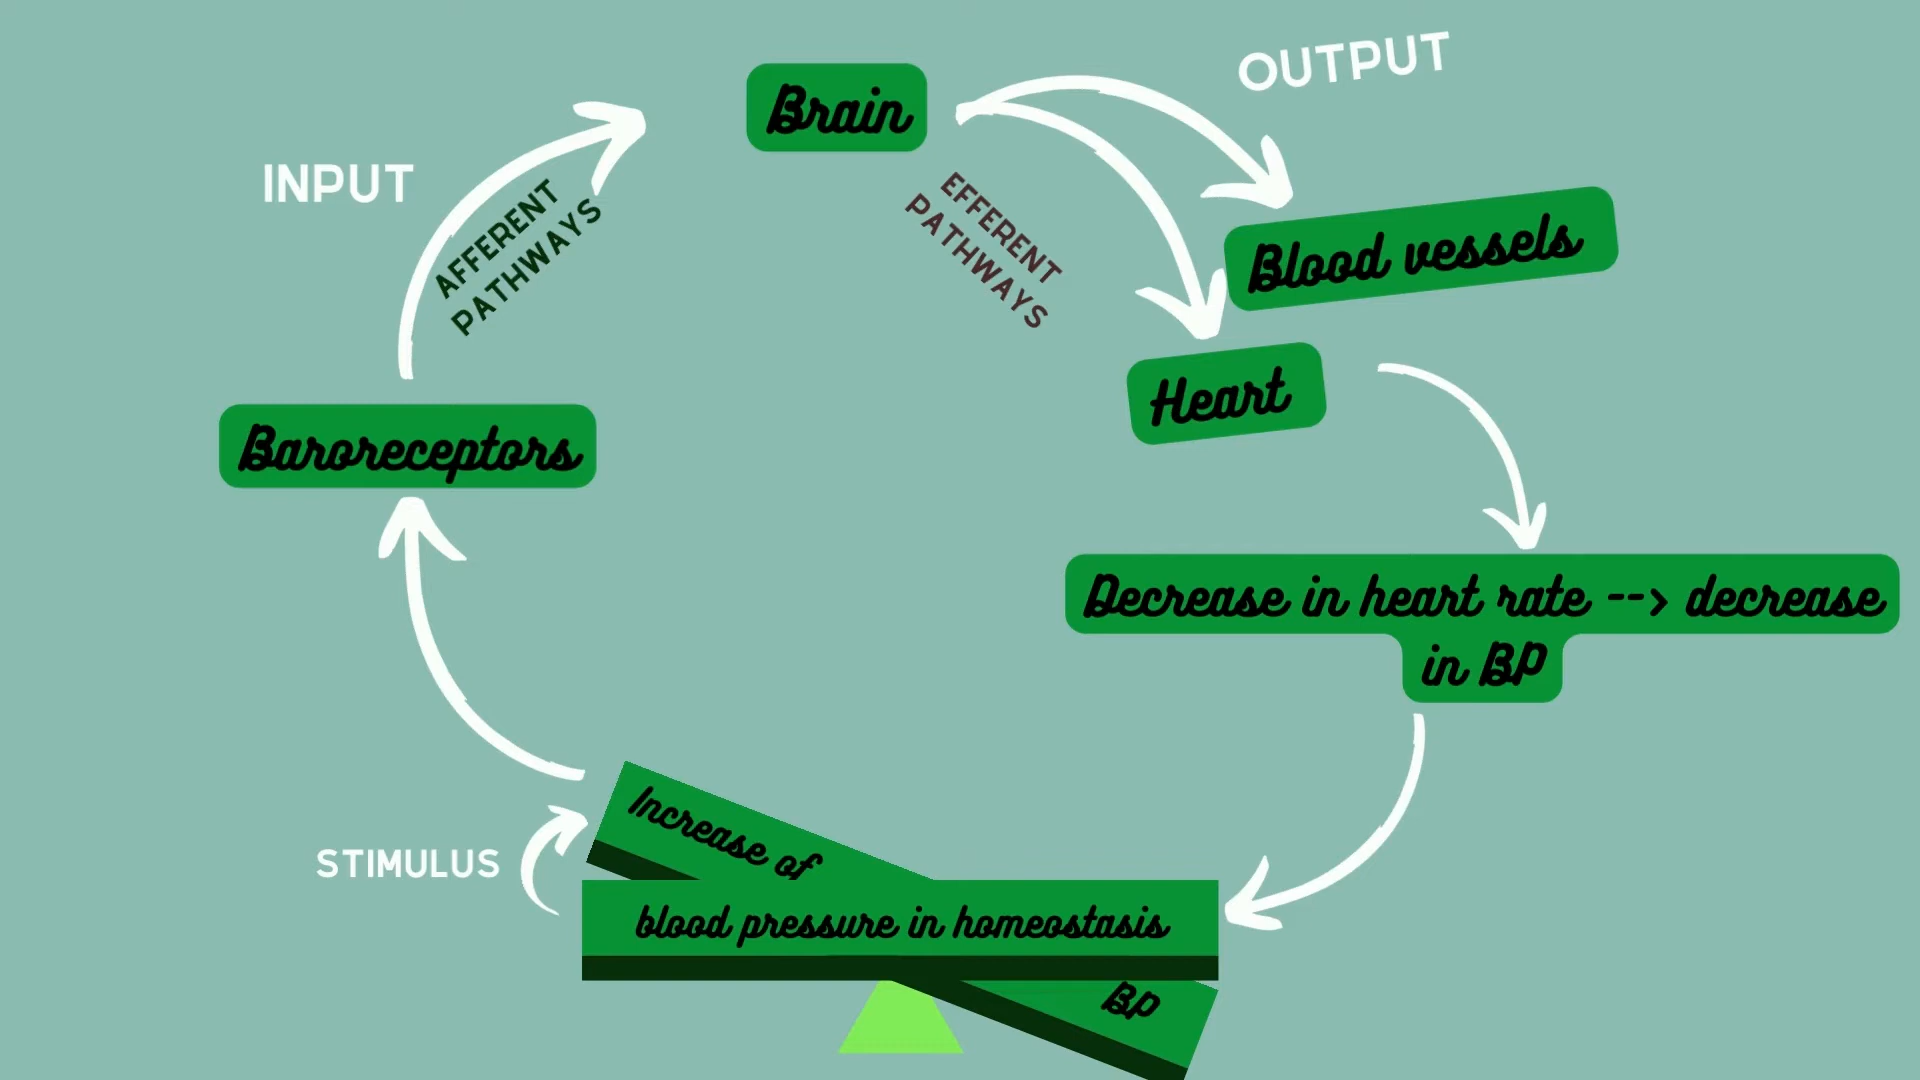 OUTPUT
Brain
INPUT
AFFERENT
PATHWAYS
EFFERENT
PATHWAYS
Blood vessels
Heart
Baroreceptors
Decrease in heart rate --> decrease
in BP
Increase of
STIMULUS
blood pressure in homeostasis
BP